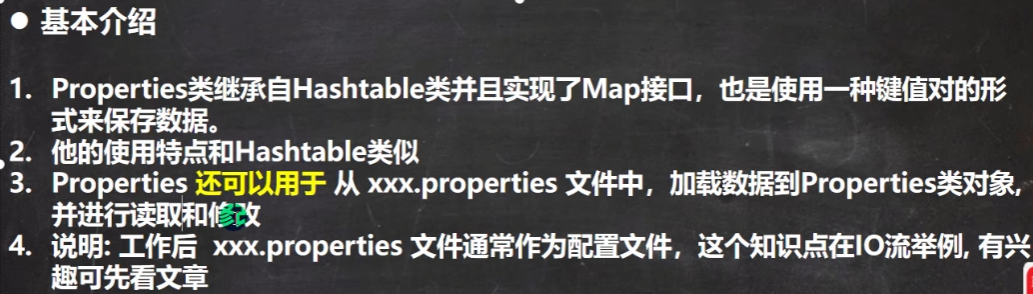 ● 基本介绍
1. Properties类继承自Hashtable类并且实现了Map接口，也是使用一种键值对的形
式来保存数据。
2. 他的使用特点和Hashtable类似
3. Properties 还可以用于 从 xxx.properties 文件中，加载数据到Properties类对象,
并进行读取和修改
4. 说明: 工作后 xxx.properties 文件通常作为配置文件，这个知识点在IO流举例, 有兴
趣可先看文章